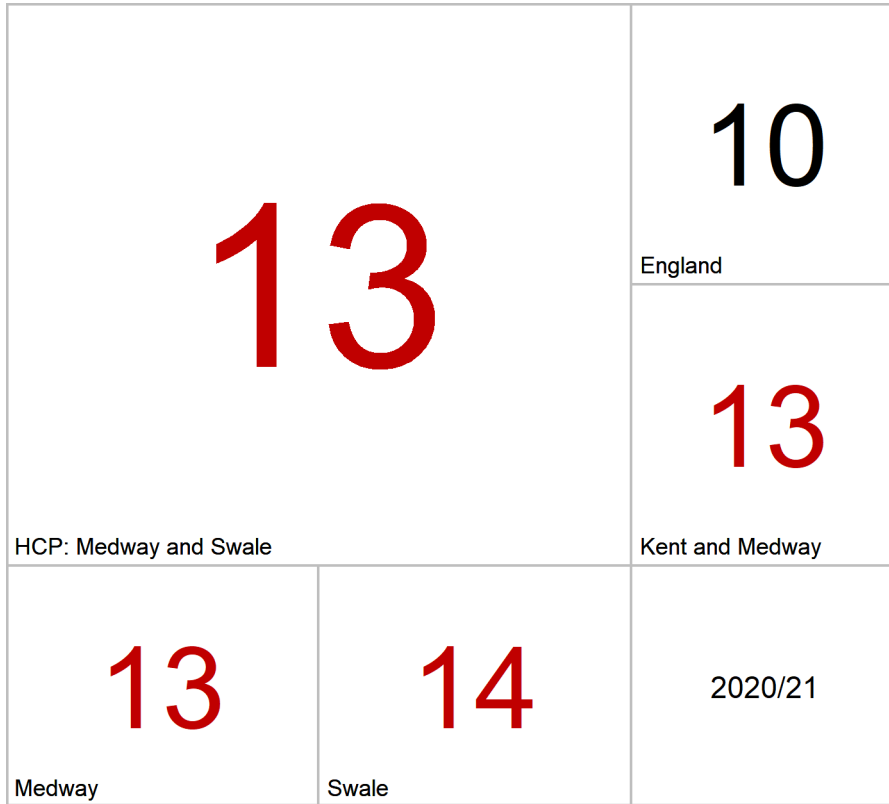 13
HCP: Medway and Swale
10
England
13
Kent and Medway
13
Medway
14
Swale
2020/21